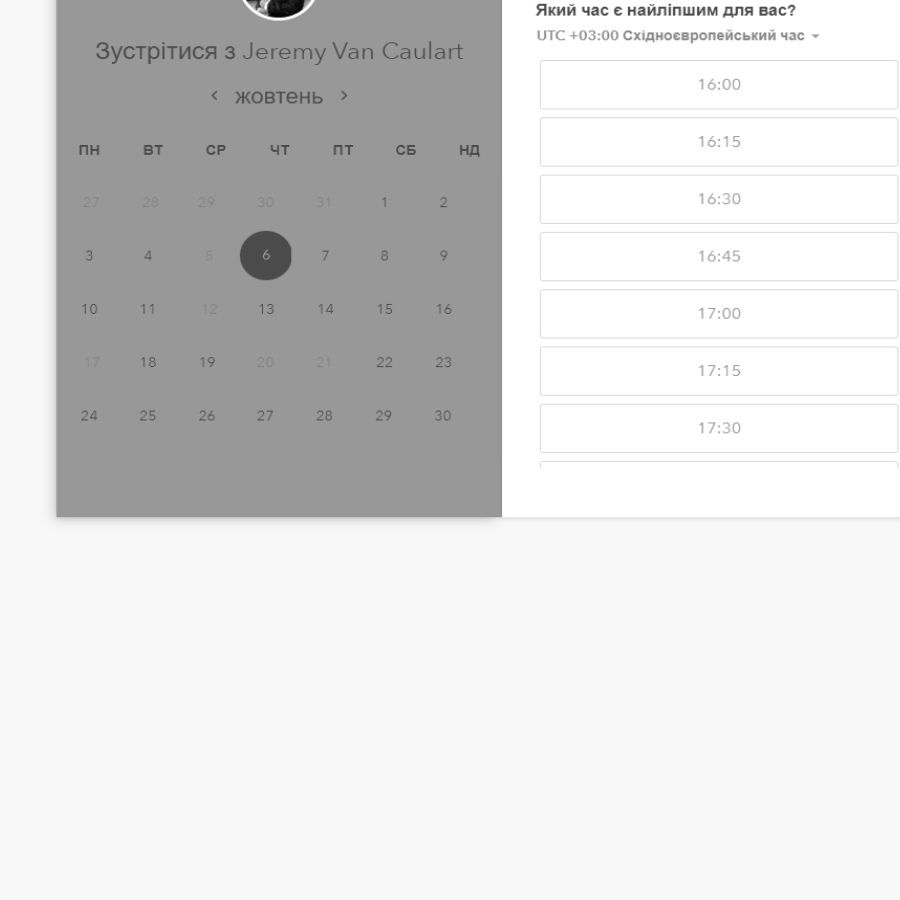 Зустрітися з Jeremy Van Caulart
< жовтень >
ПН ВТ СР ЧТ ПТ СБ НД
27 28 29 30 31 1 2
3 4 5 6 7 8 9
10 11 12 13 14 15 16
17 18 19 20 21 22 23
24 25 26 27 28 29 30
Який час є найліпшим для вас?
UTC +03:00 Східноєвропейський час
16:00
16:15
16:30
16:45
17:00
17:15
17:30